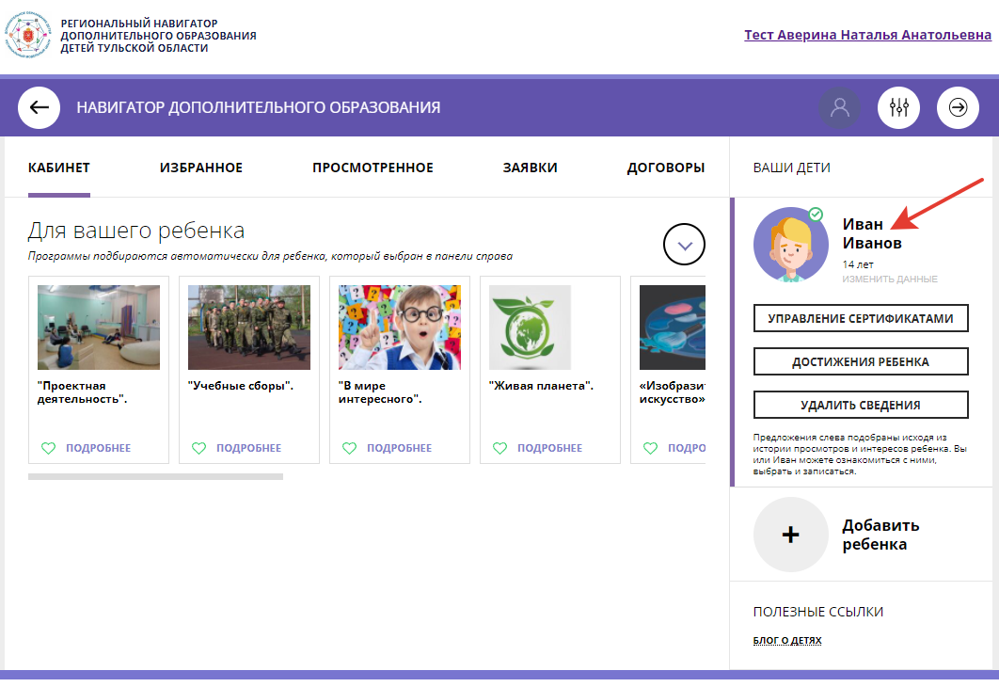 РЕГИОНАЛЬНЫЙ НАВИГАТОР
ДОПОЛНИТЕЛЬНОГО ОБРАЗОВАНИЯ
ДЕТЕЙ ТУЛЬСКОЙ ОБЛАСТИ
Тест Аверина Наталья Анатольевна
НАВИГАТОР ДОПОЛНИТЕЛЬНОГО ОБРАЗОВАНИЯ
КАБИНЕТ
ИЗБРАННОЕ
ПРОСМОТРЕННОЕ
ЗАЯВКИ
ДОГОВОРЫ
Для вашего ребенка
Программы подбираются автоматически для ребенка, который выбран в панели справа
"Проектная
деятельность".
ПОДРОБНЕЕ
"Учебные сборы".
ПОДРОБНЕЕ
"В мире
интересного".
ПОДРОБНЕЕ
"Живая планета".
ПОДРОБНЕЕ
«Изобразит
искусство»
ПОДРО
ВАШИ ДЕТИ
Иван
Иванов
14 лет
ИЗМЕНИТЬ ДАННЫЕ
УПРАВЛЕНИЕ СЕРТИФИКАТАМИ
ДОСТИЖЕНИЯ РЕБЕНКА
УДАЛИТЬ СВЕДЕНИЯ
Предложения слева подобраны исходя из
истории просмотров и интересов ребенка. Вы
или Иван можете ознакомиться с ними,
выбрать и записаться.
+
Добавить
ребенка
ПОЛЕЗНЫЕ ССЫЛКИ
БЛОГ О ДЕТЯХ